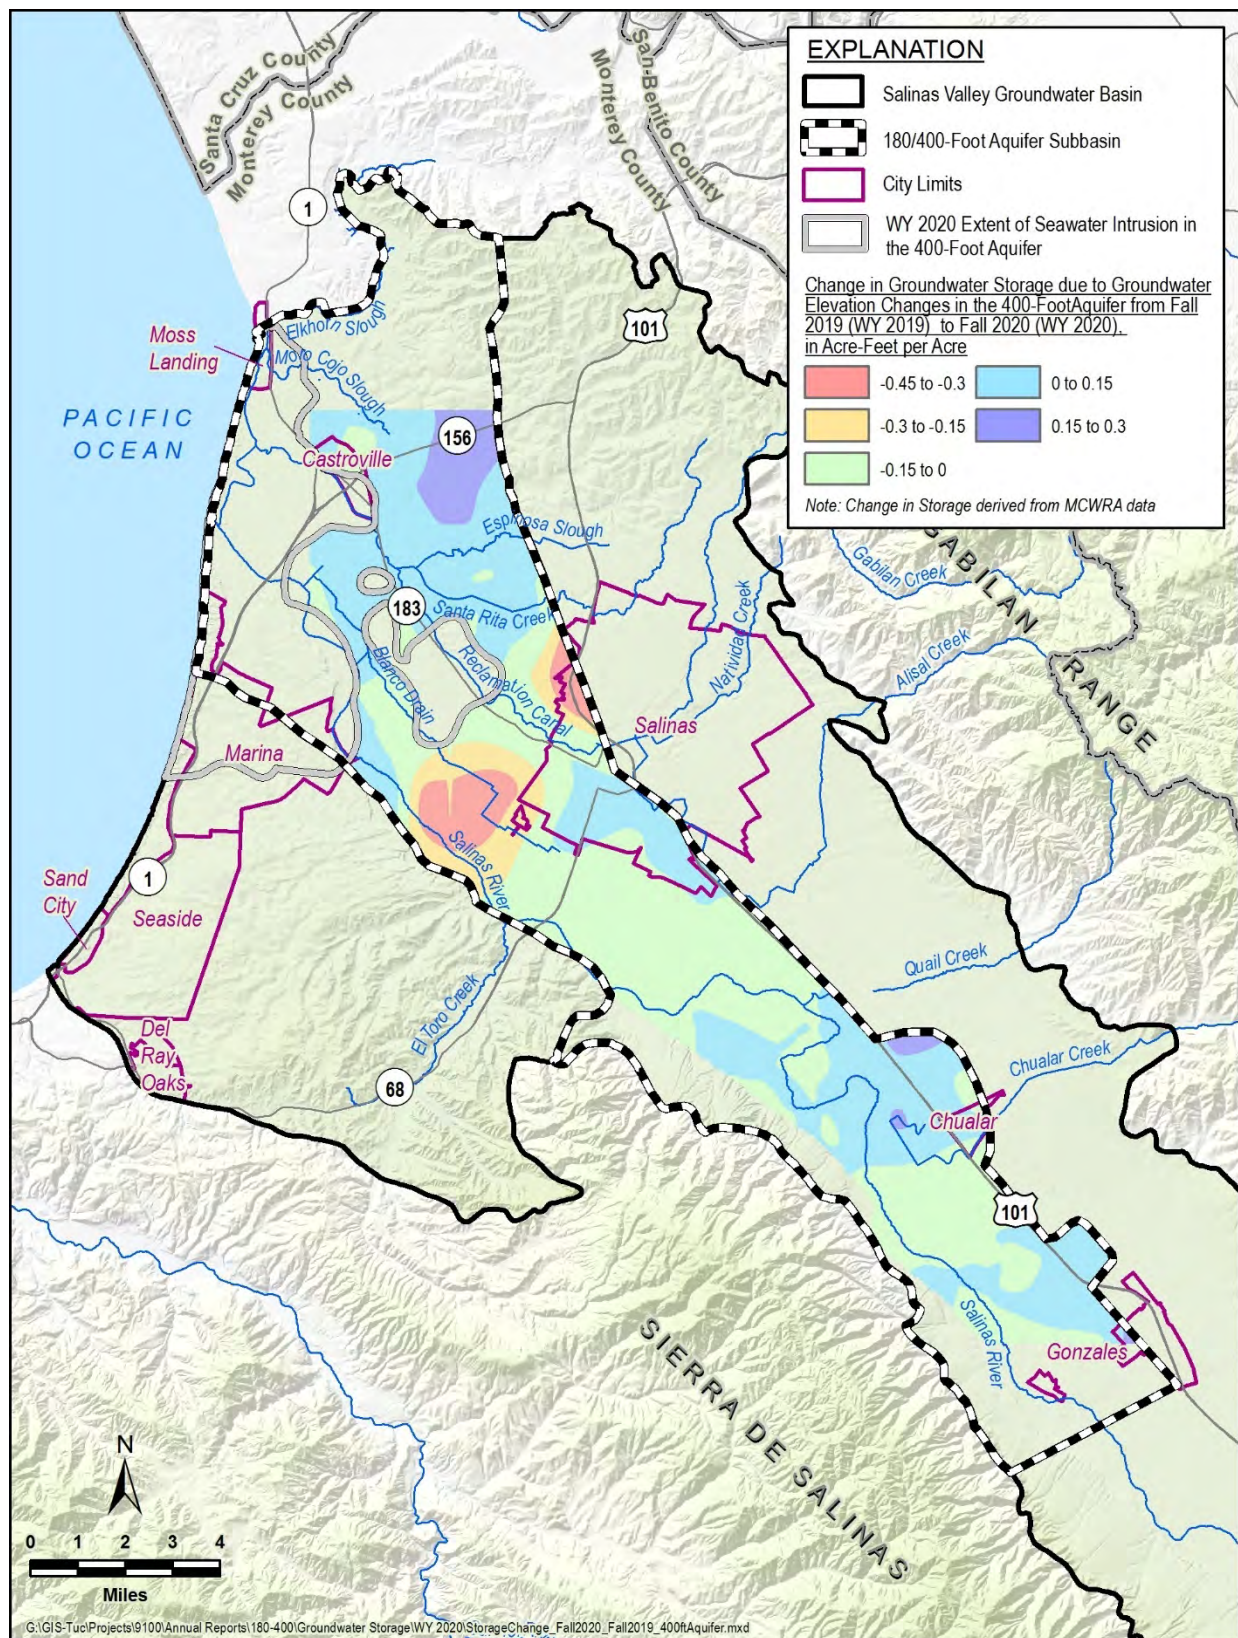 EXPLANATION
Salinas Valley Groundwater Basin
180/400-Foot Aquifer Subbasin
City Limits
WY 2020 Extent of Seawater Intrusion in
the 400-Foot Aquifer
Change in Groundwater Storage due to Groundwater
Elevation Changes in the 400-FootAquifer from Fall
2019 (WY 2019) to Fall 2020 (WY 2020),
in Acre-Feet per Acre
-0.45 to -0.3
0 to 0.15
-0.3 to -0.15
0.15 to 0.3
-0.15 to 0
Note: Change in Storage derived from MCWRA data
Santa Cruz County
Monterey County
San-Benito County
Monterey County
1
101
Elkhorn Slough
Moss
Landing
Moro Cojo Slough
PACIFIC
OCEAN
156
Castroville
Espinosa Slough
GABILAN
RANGE
Gabilan Creek
183
Santa Rita Creek
Natividad Creek
Alisal Creek
Blanco Drain
Reclamation Canal
Salinas
Marina
Salinas River
Sand
City
1
Seaside
Quail Creek
El Toro Creek
Del
Ray
Oaks
68
Chualar Creek
Chualar
101
Salinas River
Gonzales
SIERRA DE SALINAS
N
0 1 2 3 4
Miles
G:\GIS-Tuc\Projects\9100\Annual Reports\180-400\Groundwater Storage\WY 2020\StorageChange_Fall2020_Fall2019_400ftAquifer.mxd